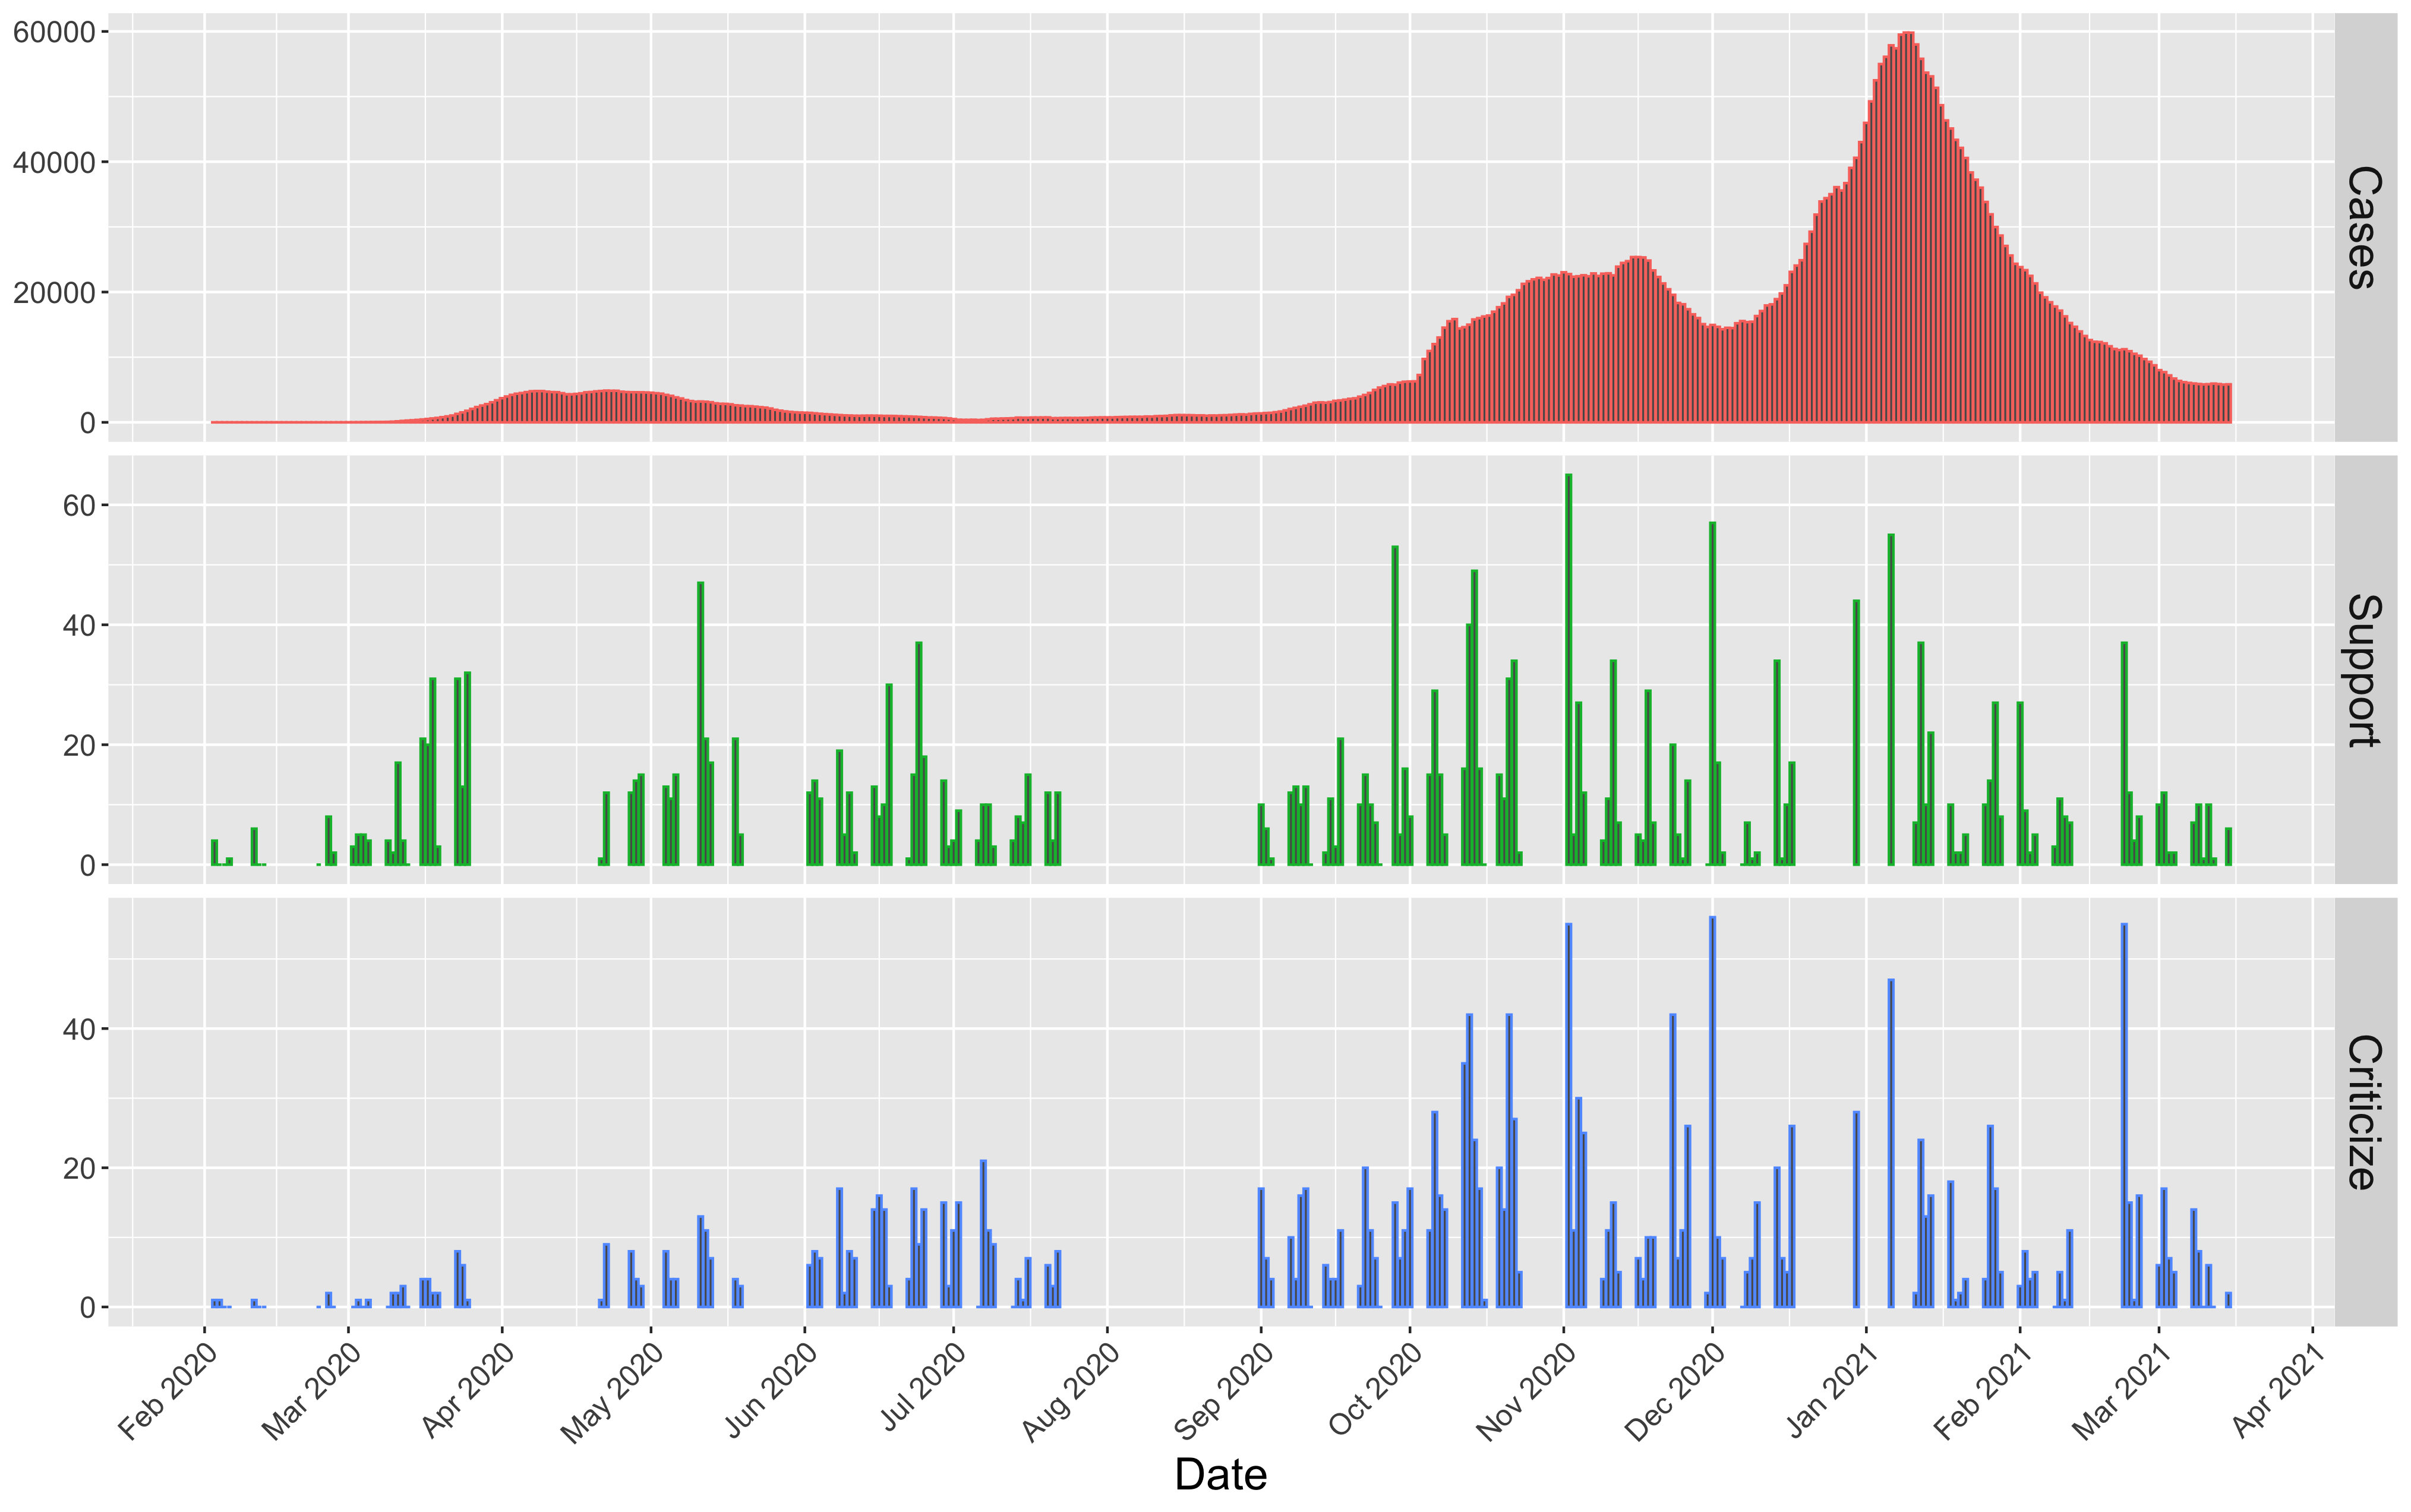 60000
40000
20000
0
Cases
60
40
20
0
Support
40
20
0
Criticize
Feb 2020
Mar 2020
Apr 2020
May 2020
Jun 2020
Jul 2020
Aug 2020
Sep 2020
Oct 2020
Nov 2020
Dec 2020
Jan 2021
Feb 2021
Mar 2021
Apr 2021
Date